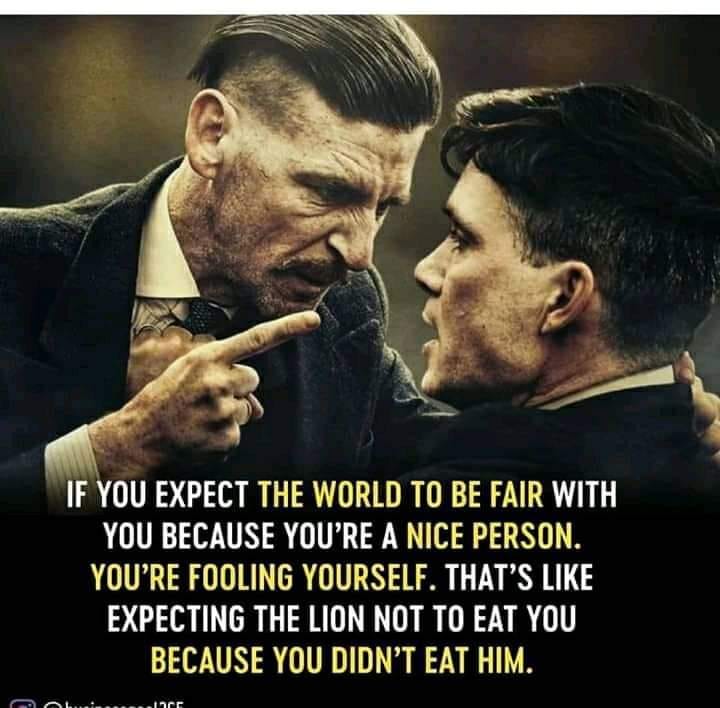 IF YOU EXPECT THE WORLD TO BE FAIR WITH
YOU BECAUSE YOU'RE A NICE PERSON.
YOU'RE FOOLING YOURSELF. THAT'S LIKE
EXPECTING THE LION NOT TO EAT YOU
BECAUSE YOU DIDN'T EAT HIM.